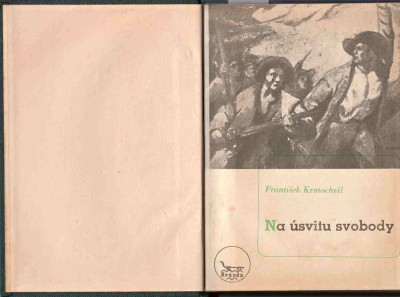 František Kratochvíl
Na úsvitu svobody